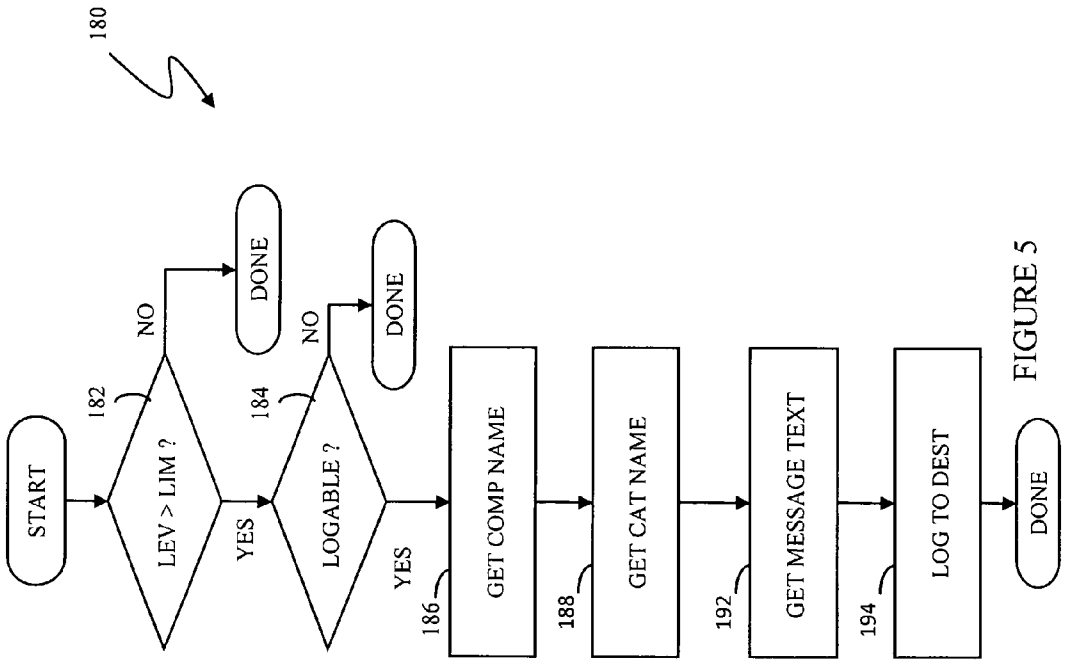 180
START
182
LEV > LIM ?
NO
DONE
YES
184
LOGABLE ?
NO
DONE
YES
186
GET COMP NAME
188
GET CAT NAME
192
GET MESSAGE TEXT
194
LOG TO DEST
DONE
FIGURE 5